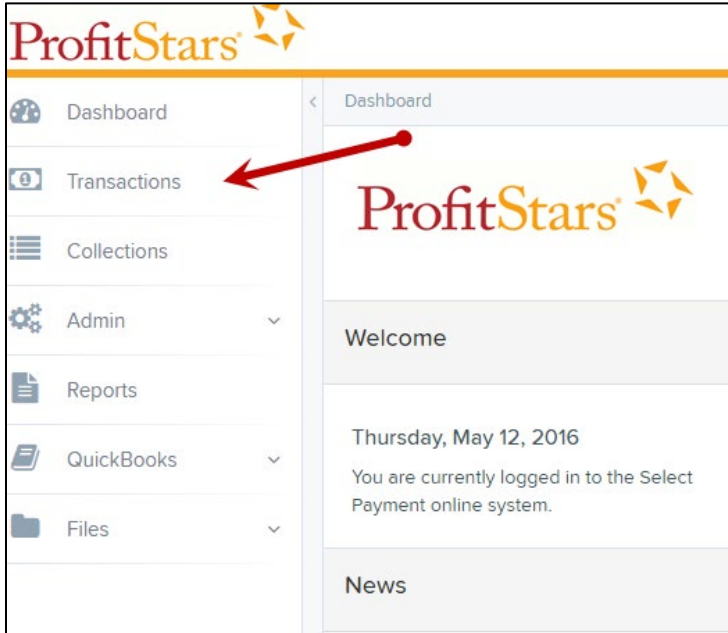 ProfitStars®
Dashboard
Transactions
Collections
Admin
Reports
QuickBooks
Files
Dashboard
ProfitStars®
Welcome
Thursday, May 12, 2016
You are currently logged in to the Select
Payment online system.
News